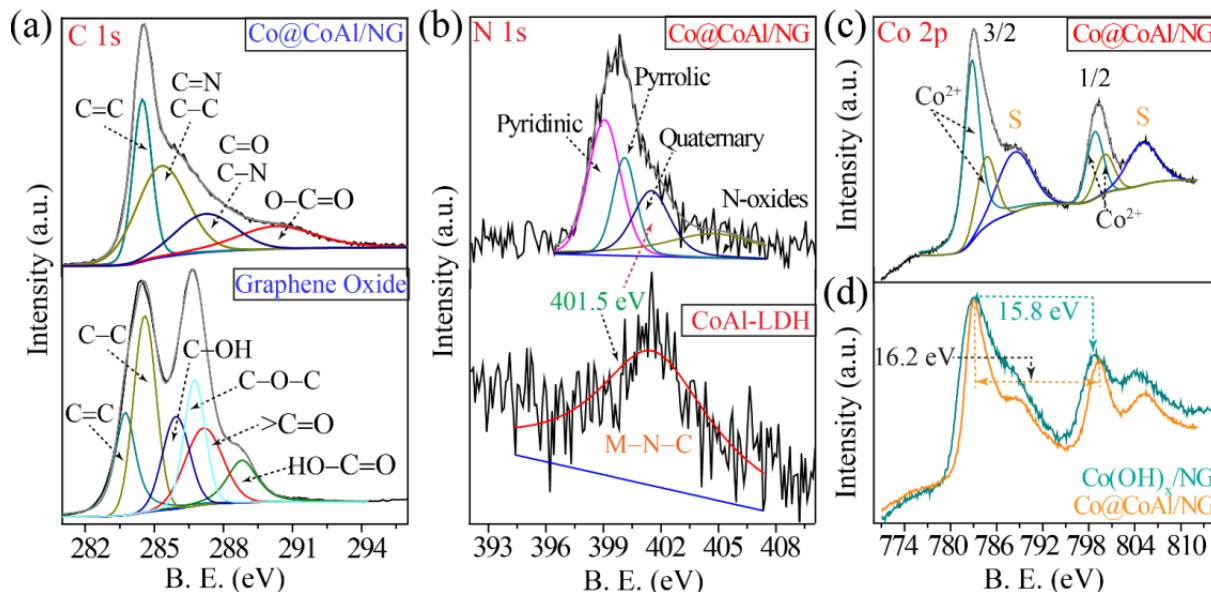 (a)
C 1s
Co@CoAl/NG
C=N
C–C
C=C
C=O
C–N
O–C=O
Graphene Oxide
C–C
C–OH
C–O–C
C=C
>C=O
HO–C=O
Intensity (a.u.)
282 285 288 291 294
B. E. (eV)
(b)
N 1s
Co@CoAl/NG
Pyrrolic
Pyridinic
Quaternary
N-oxides
401.5 eV
CoAl-LDH
M–N–C
Intensity (a.u.)
393 396 399 402 405 408
B. E. (eV)
(c)
Co 2p
3/2
Co@CoAl/NG
1/2
Co²⁺
S
S
Co²⁺
Intensity (a.u.)
(d)
15.8 eV
16.2 eV
Co(OH)ₓ/NG
Co@CoAl/NG
Intensity (a.u.)
774 780 786 792 798 804 810
B. E. (eV)